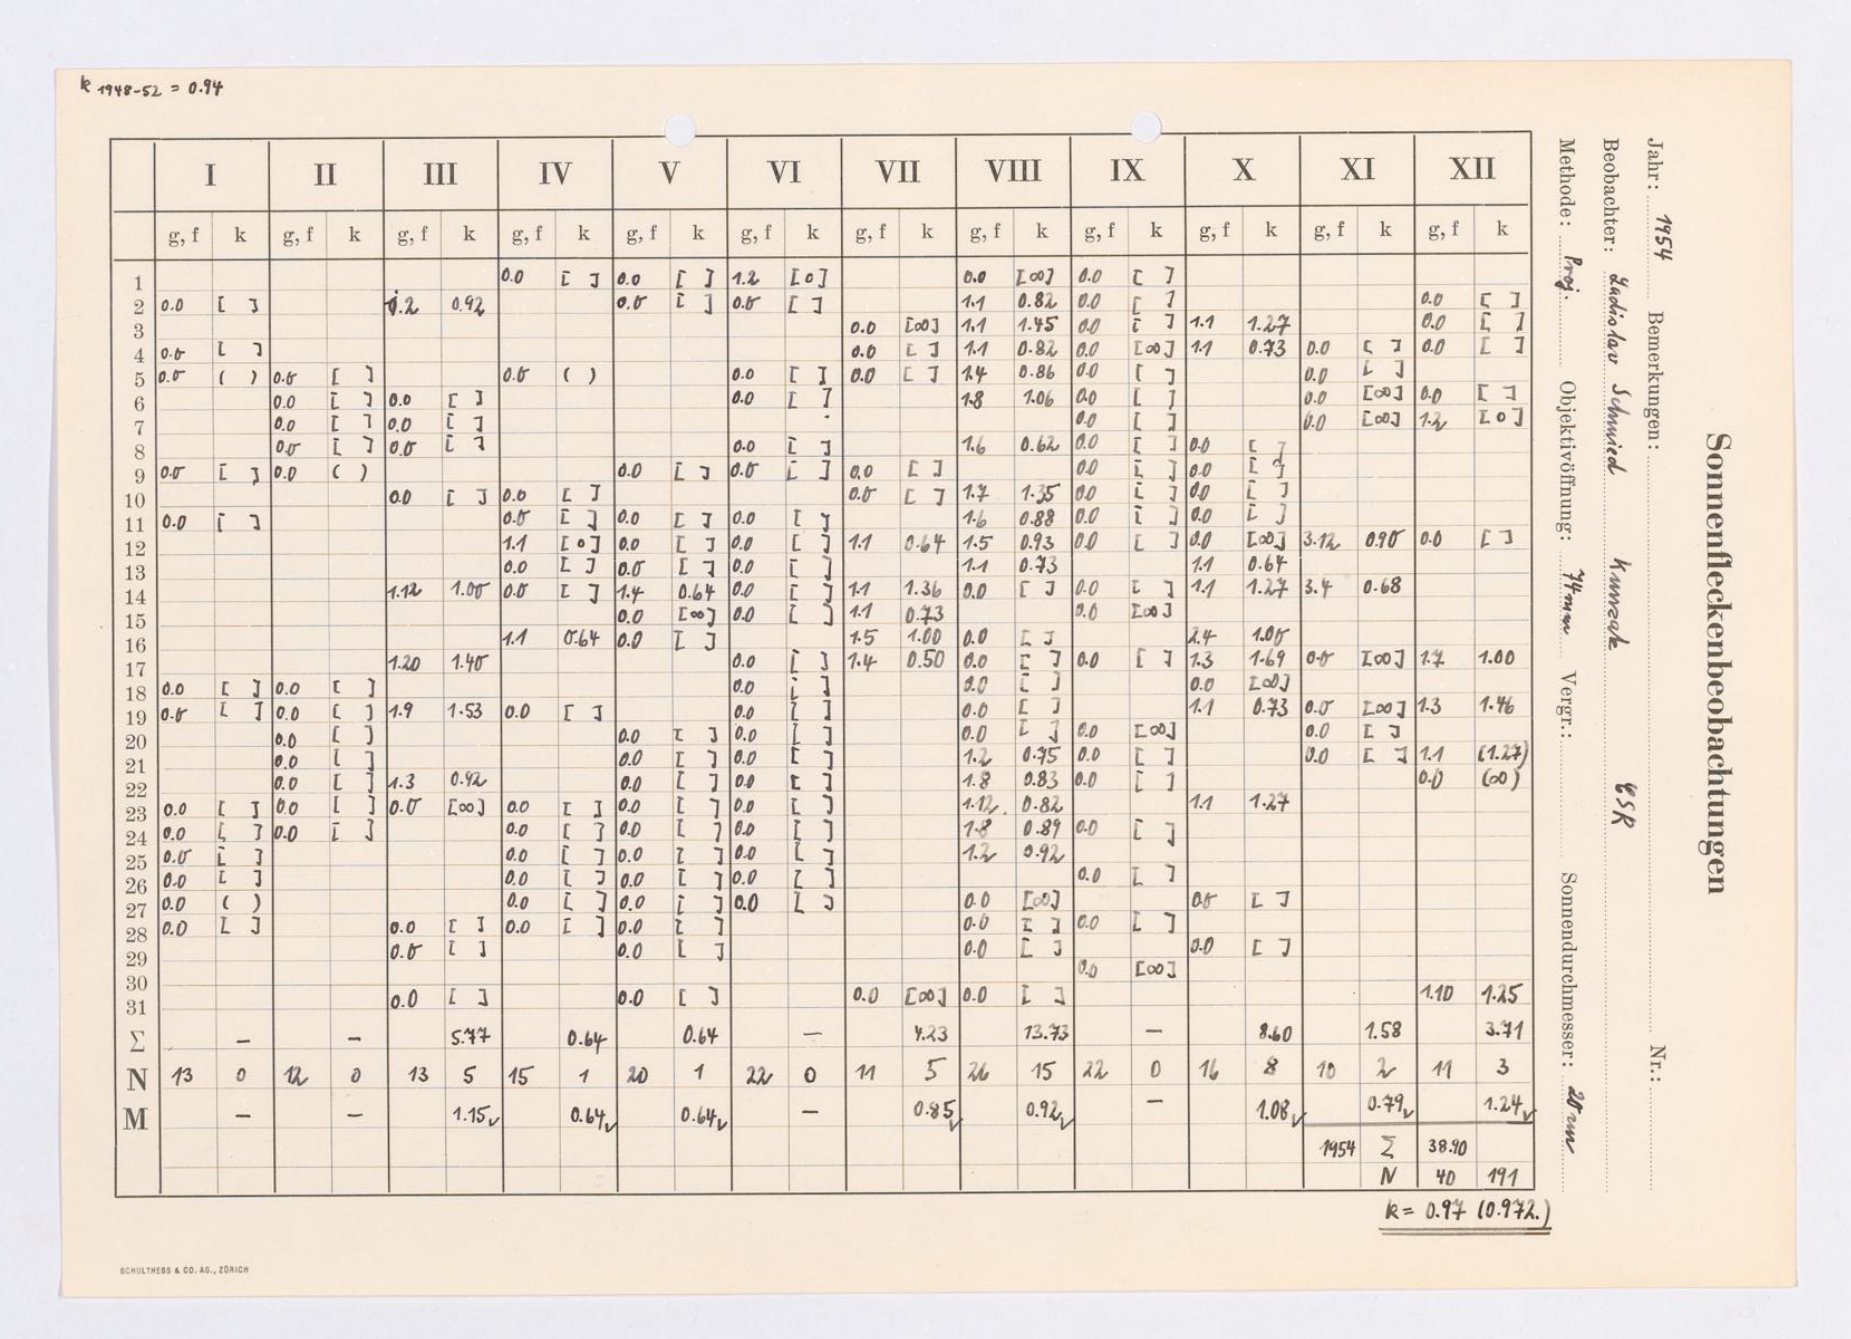 k 1948-52 = 0.94
I II III IV V VI VII VIII IX X XI XII
g, f k g, f k g, f k g, f k g, f k g, f k g, f k g, f k g, f k g, f k g, f k g, f k
1 0.0 [ ] 0.0 [ ] 1.2 [0] 0.0 [∞] 0.0 [ ]
2 0.0 [ ] 1.2 0.92 0.0 [ ] 0.0 [ ] 1.1 0.82 0.0 [ ] 0.0 [ ]
3 0.0 [∞] 1.1 1.45 0.0 [ ] 1.1 1.27 0.0 [ ]
4 0.0 [ ] 0.0 [ ] 1.1 0.82 0.0 [∞] 1.1 0.73 0.0 [ ] 0.0 [ ]
5 0.0 ( ) 0.0 [ ] 0.0 ( ) 0.0 [ ] 0.0 [ ] 1.4 0.86 0.0 [ ] 0.0 [ ]
6 0.0 [ ] 0.0 [ ] 0.0 [ ] 1.8 1.06 0.0 [ ] 0.0 [∞] 0.0 [ ]
7 0.0 [ ] 0.0 [ ] 0.0 [ ] 0.0 [∞] 1.2 [0]
8 0.0 [ ] 0.0 [ ] 0.0 [ ] 1.6 0.62 0.0 [ ] 0.0 [ ]
9 0.0 [ ] 0.0 ( ) 0.0 [ ] 0.0 [ ] 0.0 [ ] 0.0 [ ] 0.0 [ ]
10 0.0 [ ] 0.0 [ ] 0.0 [ ] 1.7 1.35 0.0 [ ] 0.0 [ ]
11 0.0 [ ] 0.0 [ ] 0.0 [ ] 0.0 [ ] 1.6 0.88 0.0 [ ] 0.0 [ ]
12 1.1 [0] 0.0 [ ] 0.0 [ ] 1.1 0.64 1.5 0.93 0.0 [ ] 0.0 [∞] 3.12 0.90 0.0 [ ]
13 0.0 [ ] 0.0 [ ] 0.0 [ ] 1.1 0.73 1.1 0.64
14 1.12 1.00 0.0 [ ] 1.4 0.64 0.0 [ ] 1.1 1.36 0.0 [ ] 0.0 [ ] 1.1 1.27 3.4 0.68
15 0.0 [∞] 0.0 [ ] 1.1 0.73 0.0 [∞]
16 1.1 0.64 0.0 [ ] 1.5 1.00 0.0 [ ] 2.4 1.00
17 1.20 1.40 0.0 [ ] 1.4 0.50 0.0 [ ] 0.0 [ ] 1.3 1.69 0.0 [∞] 1.7 1.00
18 0.0 [ ] 0.0 [ ] 0.0 [ ] 0.0 [ ] 0.0 [∞]
19 0.0 [ ] 0.0 [ ] 1.9 1.53 0.0 [ ] 0.0 [ ] 0.0 [ ] 1.1 0.73 0.0 [∞] 1.3 1.46
20 0.0 [ ] 0.0 [ ] 0.0 [ ] 0.0 [ ] 0.0 [∞] 0.0 [ ]
21 0.0 [ ] 0.0 [ ] 0.0 [ ] 1.2 0.75 0.0 [ ] 0.0 [ ] 1.1 (1.27)
22 0.0 [ ] 1.3 0.92 0.0 [ ] 0.0 [ ] 1.8 0.83 0.0 [ ] 0.0 (∞)
23 0.0 [ ] 0.0 [ ] 0.0 [∞] 0.0 [ ] 0.0 [ ] 0.0 [ ] 1.12 0.82 1.1 1.27
24 0.0 [ ] 0.0 [ ] 0.0 [ ] 0.0 [ ] 0.0 [ ] 1.8 0.89 0.0 [ ]
25 0.0 [ ] 0.0 [ ] 0.0 [ ] 0.0 [ ] 1.2 0.92
26 0.0 [ ] 0.0 [ ] 0.0 [ ] 0.0 [ ] 0.0 [ ]
27 0.0 ( ) 0.0 [ ] 0.0 [ ] 0.0 [ ] 0.0 [∞] 0.0 [ ]
28 0.0 [ ] 0.0 [ ] 0.0 [ ] 0.0 [ ] 0.0 [ ] 0.0 [ ]
29 0.0 [ ] 0.0 [ ] 0.0 [ ] 0.0 [ ]
30 0.0 [∞]
31 0.0 [ ] 0.0 [ ] 0.0 [∞] 0.0 [ ] 1.10 1.25
Σ – – 5.77 0.64 0.64 – 4.23 13.73 – 8.60 1.58 3.71
N 13 0 12 0 13 5 15 1 20 1 22 0 11 5 26 15 22 0 16 8 10 2 11 3
M – – 1.15 0.64 0.64 – 0.85 0.92 – 1.08 0.79 1.24
1954 Σ 38.90
N 40 191
k = 0.97 (0.972.)
SCHULTHESS & CO. AG., ZÜRICH
Sonnenfleckenbeobachtungen
Jahr: 1954 Bemerkungen: Nr.:
Beobachter: Ladislav Schmied Kunzak ČSR
Methode: Proj. Objektivöffnung: 74mm Vergr.: Sonnendurchmesser: 20 cm